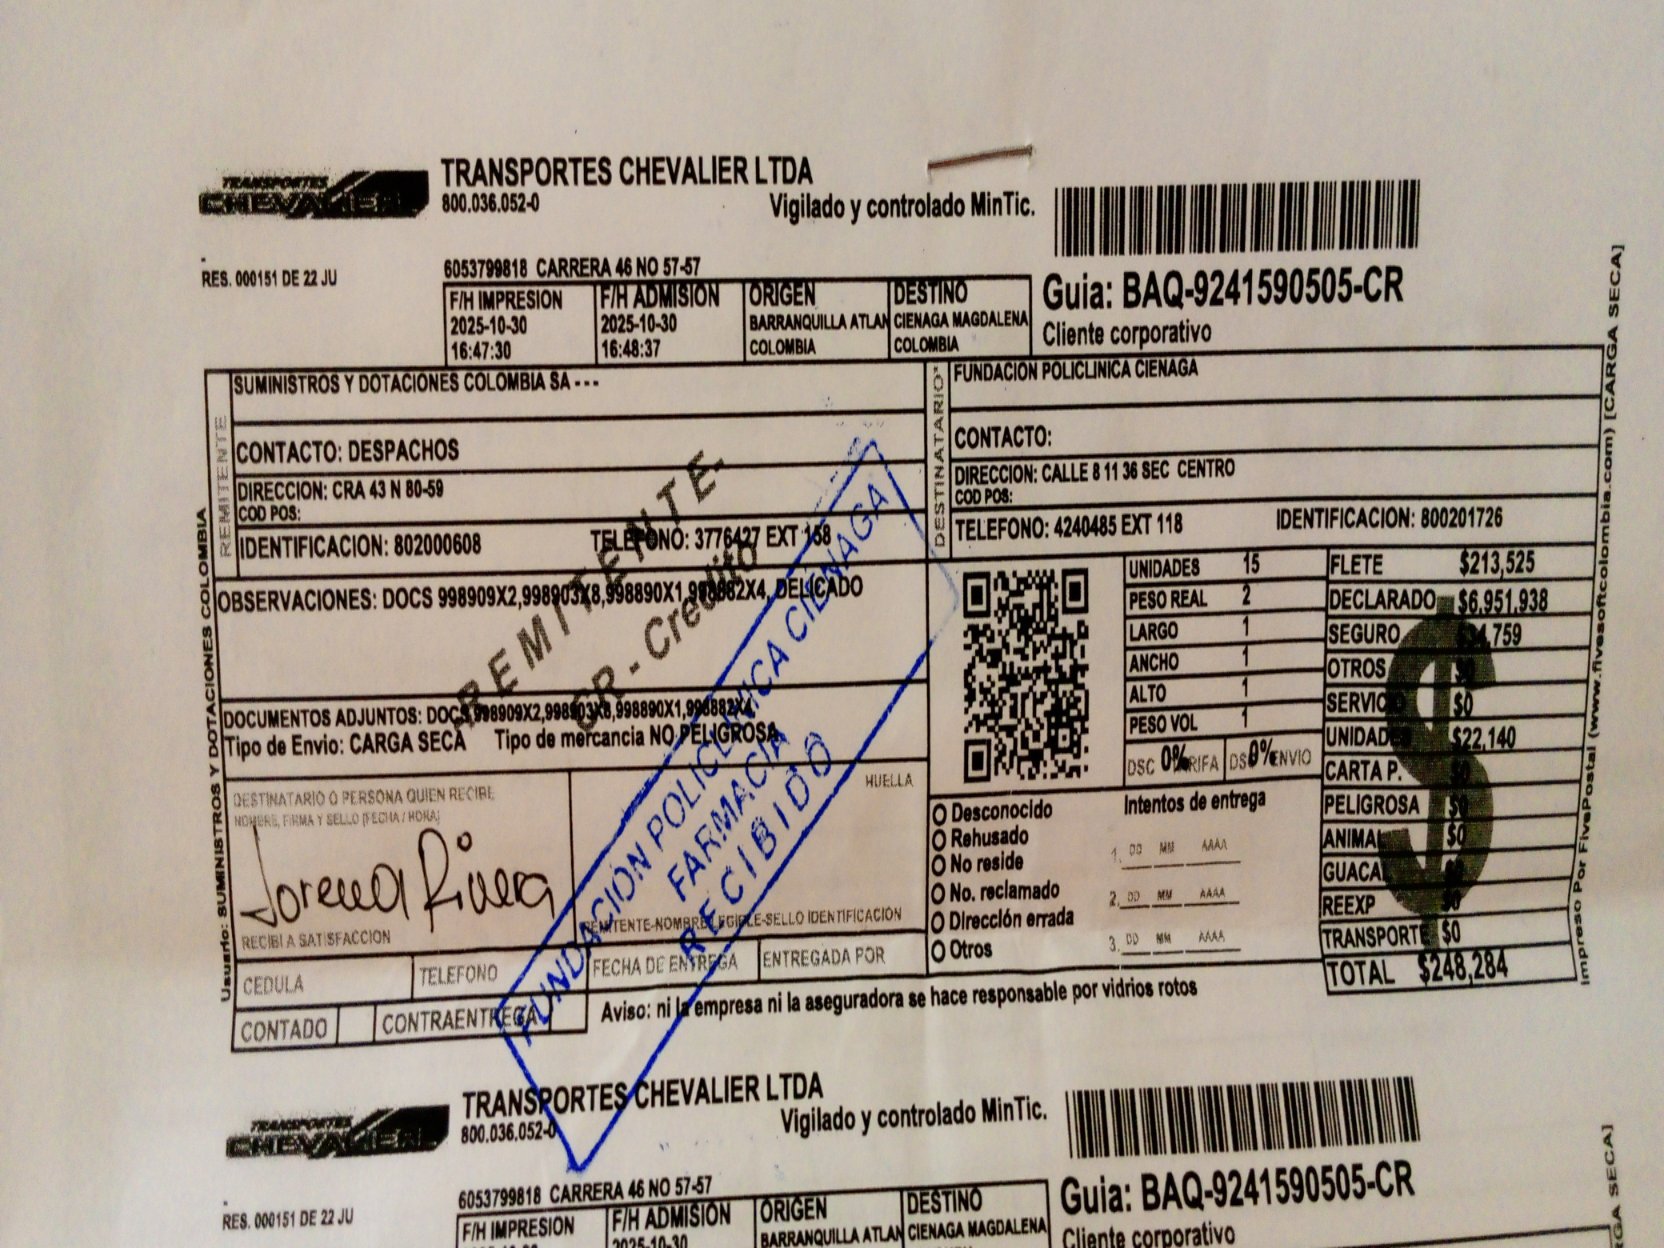 TRANSPORTES CHEVALIER
TRANSPORTES CHEVALIER LTDA
800.036.052-0
Vigilado y controlado MinTic.
RES. 000151 DE 22 JU
6053799818 CARRERA 46 NO 57-57
F/H IMPRESION
2025-10-30
16:47:30
F/H ADMISION
2025-10-30
16:48:37
ORIGEN
BARRANQUILLA ATLAN
COLOMBIA
DESTINO
CIENAGA MAGDALENA
COLOMBIA
Guia: BAQ-9241590505-CR
Cliente corporativo
REMITENTE
SUMINISTROS Y DOTACIONES COLOMBIA SA ---
CONTACTO: DESPACHOS
DIRECCION: CRA 43 N 80-59
COD POS:
IDENTIFICACION: 802000608
TELEFONO: 3776427 EXT 158
DESTINATARIO*
FUNDACION POLICLINICA CIENAGA
CONTACTO:
DIRECCION: CALLE 8 11 36 SEC CENTRO
COD POS:
TELEFONO: 4240485 EXT 118
IDENTIFICACION: 800201726
OBSERVACIONES: DOCS 998909X2,998903X8,998890X1,998882X4, DELICADO
REMITENTE-
CR - Credito
DOCUMENTOS ADJUNTOS: DOCS 998909X2,998903X8,998890X1,998882X4,
Tipo de Envio: CARGA SECA
Tipo de mercancia NO PELIGROSA
UNIDADES 15
PESO REAL 2
LARGO 1
ANCHO 1
ALTO 1
PESO VOL 1
DSC 0% TARIFA
DSC 0% ENVIO
FLETE $213,525
DECLARADO $6,951,938
SEGURO ,759
OTROS $0
SERVICIO $0
UNIDADES $22,140
CARTA P. $0
PELIGROSA $0
ANIMAL $0
GUACAL $0
REEXP $0
TRANSPORTE $0
TOTAL $248,284
$
DESTINATARIO O PERSONA QUIEN RECIBE
NOMBRE, FIRMA Y SELLO [FECHA / HORA]
Lorena Rivera
RECIBI A SATISFACCION
HUELLA
REMITENTE-NOMBRE LEGIBLE-SELLO IDENTIFICACION
CEDULA
TELEFONO
FECHA DE ENTREGA
ENTREGADA POR
CONTADO
CONTRAENTREGA
FUNDACIÓN POLICLINICA CIENAGA
FARMACIA
RECIBIDO
Desconocido
Rehusado
No reside
No. reclamado
Dirección errada
Otros
Intentos de entrega
1. DD MM AAAA
2. DD MM AAAA
3. DD MM AAAA
Aviso: ni la empresa ni la aseguradora se hace responsable por vidrios rotos
Usuario: SUMINISTROS Y DOTACIONES COLOMBIA
Impreso Por FivePostal (www.fivesoftcolombia.com) [CARGA SECA]
TRANSPORTES CHEVALIER
TRANSPORTES CHEVALIER LTDA
800.036.052-0
Vigilado y controlado MinTic.
RES. 000151 DE 22 JU
6053799818 CARRERA 46 NO 57-57
F/H IMPRESION
F/H ADMISION
2025-10-30
ORIGEN
BARRANQUILLA ATLAN
DESTINO
CIENAGA MAGDALENA
Guia: BAQ-9241590505-CR
Cliente corporativo
SECA]